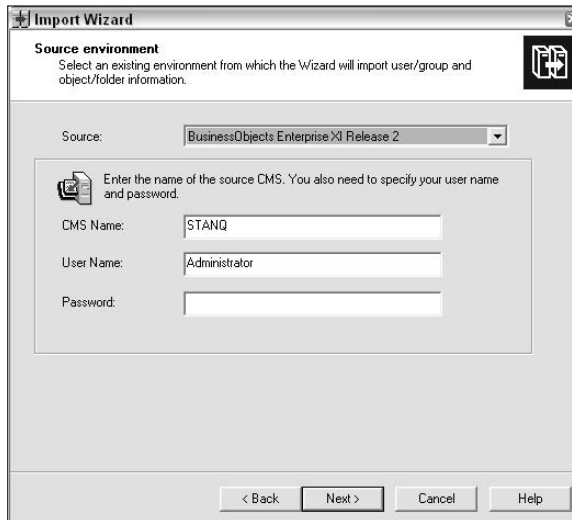 Import Wizard
Source environment
Select an existing environment from which the Wizard will import user/group and
object/folder information.
Source:
BusinessObjects Enterprise XI Release 2
Enter the name of the source CMS. You also need to specify your user name
and password.
CMS Name:
STANQ
User Name:
Administrator
Password:
< Back
Next >
Cancel
Help